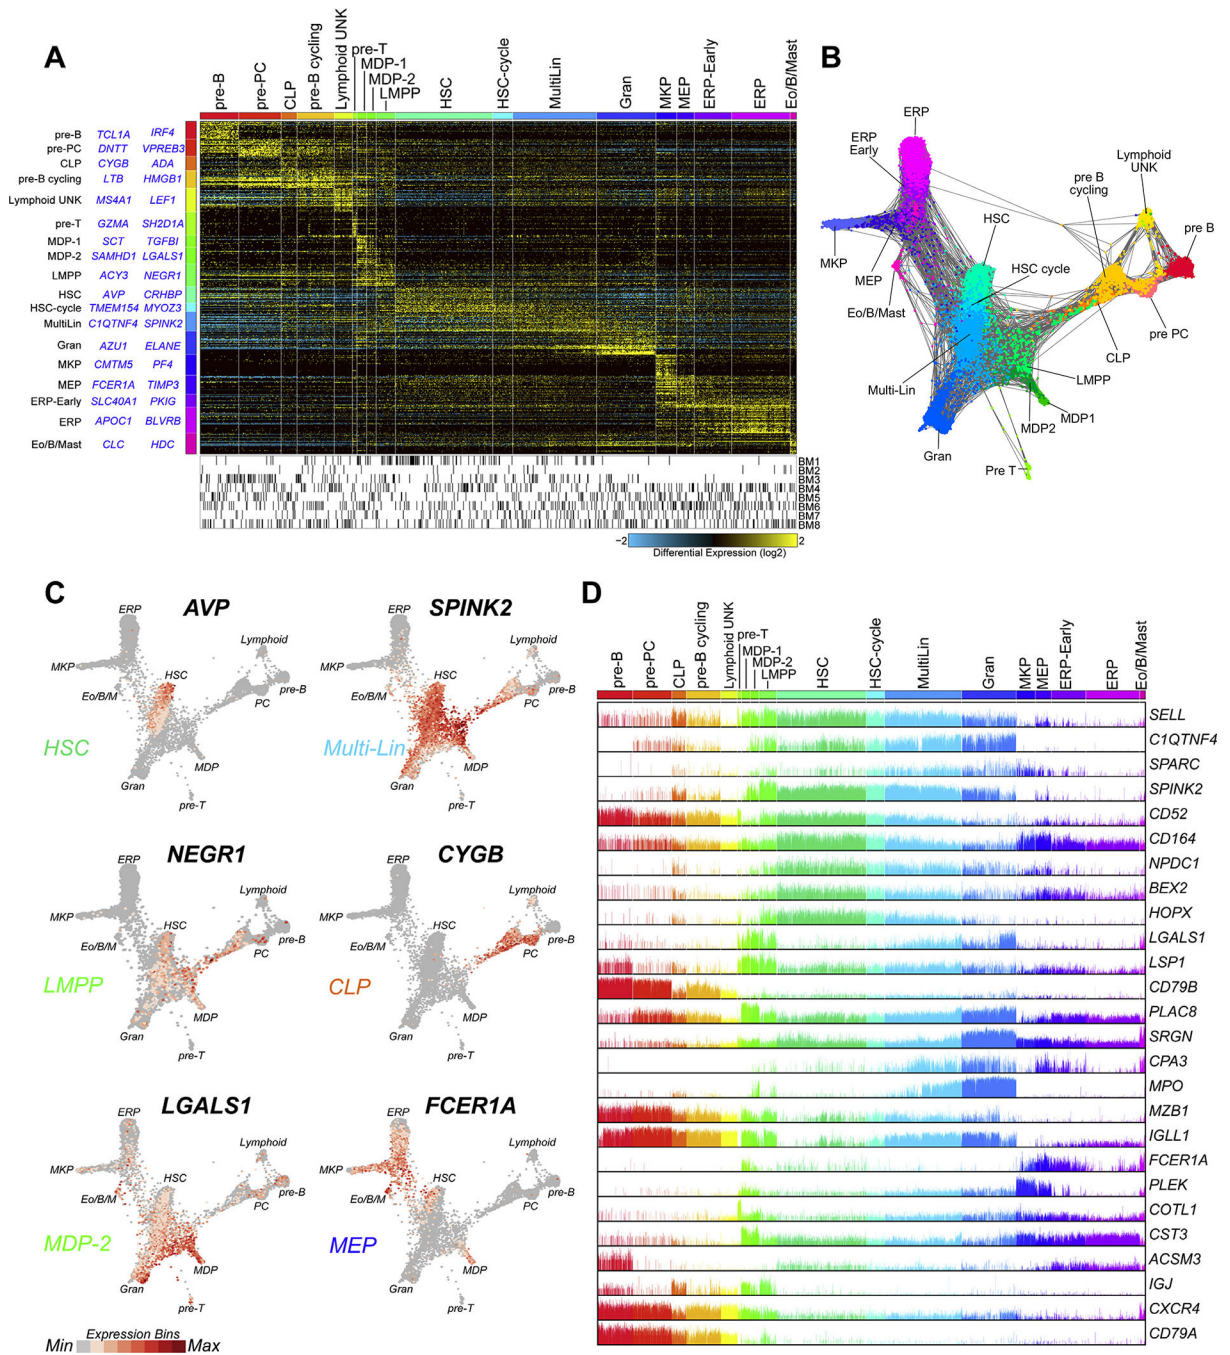 A
pre-B
pre-PC
CLP
pre-B cycling
Lymphoid UNK
pre-T
MDP-1
MDP-2
LMPP
HSC
HSC-cycle
MultiLin
Gran
MKP
MEP
ERP-Early
ERP
Eo/B/Mast
pre-B TCL1A IRF4
pre-PC DNTT VPREB3
CLP CYGB ADA
pre-B cycling LTB HMGB1
Lymphoid UNK MS4A1 LEF1
pre-T GZMA SH2D1A
MDP-1 SCT TGFBI
MDP-2 SAMHD1 LGALS1
LMPP ACY3 NEGR1
HSC AVP CRHBP
HSC-cycle TMEM154 MYOZ3
MultiLin C1QTNF4 SPINK2
Gran AZU1 ELANE
MKP CMTM5 PF4
MEP FCER1A TIMP3
ERP-Early SLC40A1 PKIG
ERP APOC1 BLVRB
Eo/B/Mast CLC HDC
BM1
BM2
BM3
BM4
BM5
BM6
BM7
BM8
−2 2
Differential Expression (log2)
B
ERP
ERP
Early
Lymphoid
UNK
pre B
cycling
HSC
pre B
MKP
HSC cycle
MEP
Eo/B/Mast
pre PC
CLP
Multi-Lin
LMPP
MDP1
MDP2
Gran
Pre T
C
AVP
ERP
Lymphoid
MKP
HSC
Eo/B/M
pre-B
PC
HSC
MDP
Gran
pre-T
SPINK2
ERP
Lymphoid
MKP
HSC
Eo/B/M
pre-B
PC
Multi-Lin
MDP
Gran
pre-T
NEGR1
ERP
Lymphoid
MKP
HSC
Eo/B/M
pre-B
PC
LMPP
MDP
Gran
pre-T
CYGB
ERP
Lymphoid
MKP
HSC
Eo/B/M
pre-B
PC
CLP
MDP
Gran
pre-T
LGALS1
ERP
Lymphoid
MKP
HSC
Eo/B/M
pre-B
PC
MDP-2
MDP
Gran
pre-T
FCER1A
ERP
Lymphoid
MKP
HSC
Eo/B/M
pre-B
PC
MEP
MDP
Gran
pre-T
Expression Bins
Min Max
D
pre-B
pre-PC
CLP
pre-B cycling
Lymphoid UNK
pre-T
MDP-1
MDP-2
LMPP
HSC
HSC-cycle
MultiLin
Gran
MKP
MEP
ERP-Early
ERP
Eo/B/Mast
SELL
C1QTNF4
SPARC
SPINK2
CD52
CD164
NPDC1
BEX2
HOPX
LGALS1
LSP1
CD79B
PLAC8
SRGN
CPA3
MPO
MZB1
IGLL1
FCER1A
PLEK
COTL1
CST3
ACSM3
IGJ
CXCR4
CD79A